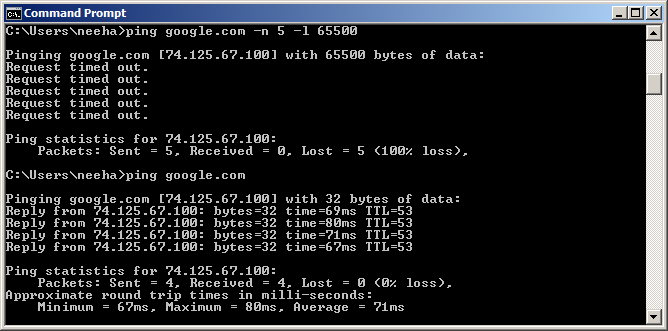 Command Prompt
C:\Users\neeha>ping google.com -n 5 -l 65500
Pinging google.com [74.125.67.100] with 65500 bytes of data:
Request timed out.
Request timed out.
Request timed out.
Request timed out.
Request timed out.
Ping statistics for 74.125.67.100:
    Packets: Sent = 5, Received = 0, Lost = 5 (100% loss),
C:\Users\neeha>ping google.com
Pinging google.com [74.125.67.100] with 32 bytes of data:
Reply from 74.125.67.100: bytes=32 time=69ms TTL=53
Reply from 74.125.67.100: bytes=32 time=80ms TTL=53
Reply from 74.125.67.100: bytes=32 time=71ms TTL=53
Reply from 74.125.67.100: bytes=32 time=67ms TTL=53
Ping statistics for 74.125.67.100:
    Packets: Sent = 4, Received = 4, Lost = 0 (0% loss),
Approximate round trip times in milli-seconds:
    Minimum = 67ms, Maximum = 80ms, Average = 71ms